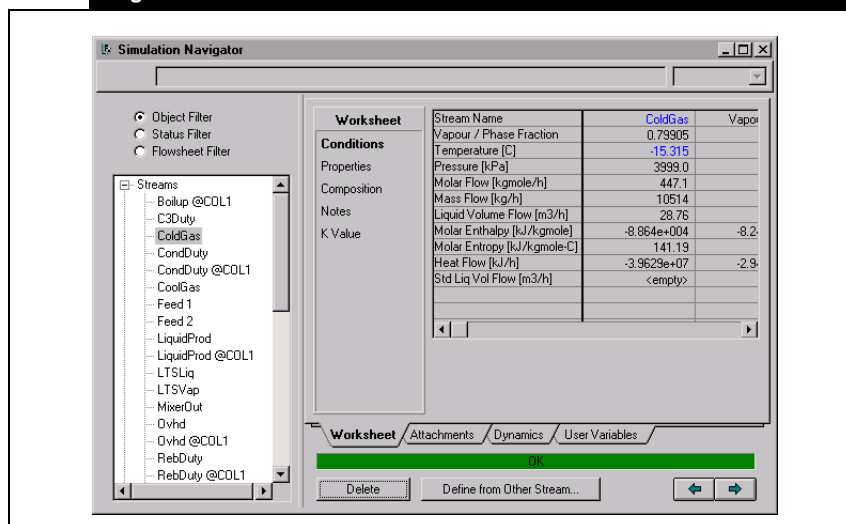 Simulation Navigator
Object Filter
Status Filter
Flowsheet Filter
Streams
Boilup @COL1
C3Duty
ColdGas
CondDuty
CondDuty @COL1
CoolGas
Feed 1
Feed 2
LiquidProd
LiquidProd @COL1
LTSLiq
LTSVap
MixerOut
Ovhd
Ovhd @COL1
RebDuty
RebDuty @COL1
Worksheet
Conditions
Properties
Composition
Notes
K Value
Stream Name ColdGas Vapou
Vapour / Phase Fraction 0.79905
Temperature [C] -15.315
Pressure [kPa] 3999.0
Molar Flow [kgmole/h] 447.1
Mass Flow [kg/h] 10514
Liquid Volume Flow [m3/h] 28.76
Molar Enthalpy [kJ/kgmole] -8.864e+004 -8.2
Molar Entropy [kJ/kgmole-C] 141.19
Heat Flow [kJ/h] -3.9629e+07 -2.9
Std Liq Vol Flow [m3/h] <empty>
Worksheet Attachments Dynamics User Variables
OK
Delete Define from Other Stream...